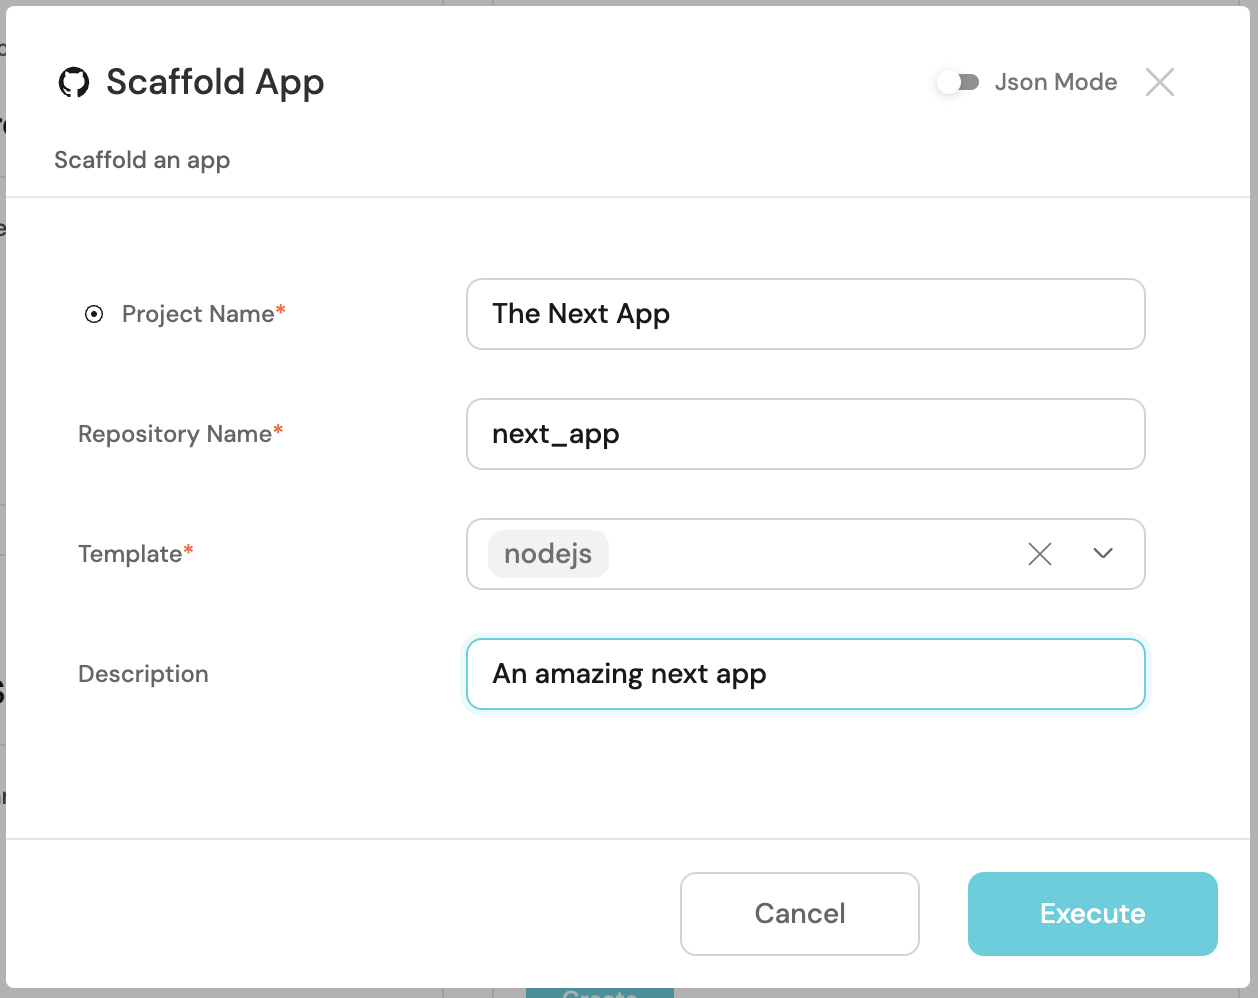 Scaffold App
Json Mode
Scaffold an app
Project Name*
The Next App
Repository Name*
next_app
Template*
nodejs
Description
An amazing next app
Cancel
Execute